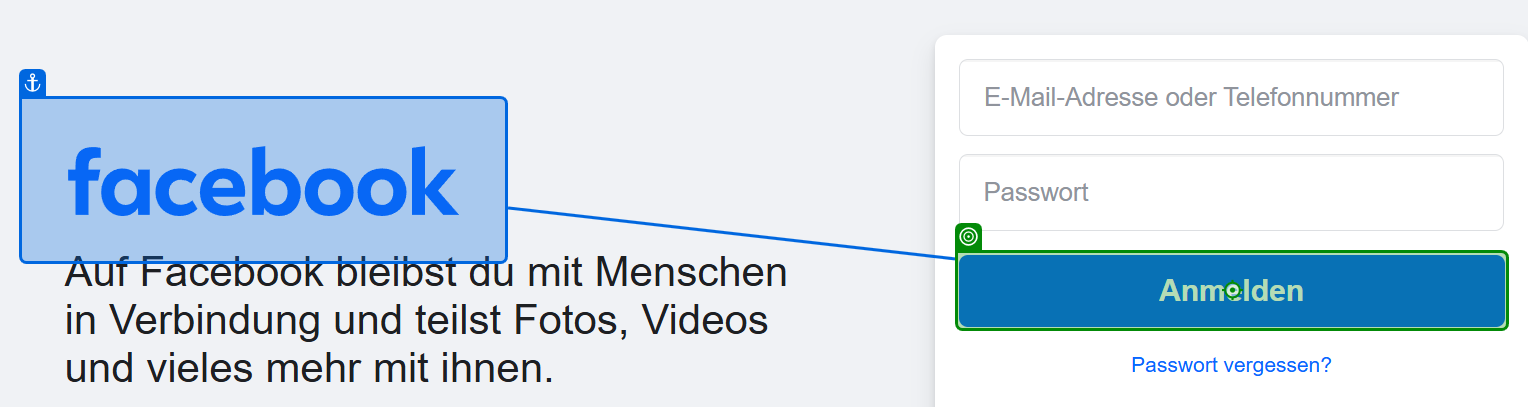 facebook
Auf Facebook bleibst du mit Menschen
in Verbindung und teilst Fotos, Videos
und vieles mehr mit ihnen.
E-Mail-Adresse oder Telefonnummer
Passwort
Anmelden
Passwort vergessen?